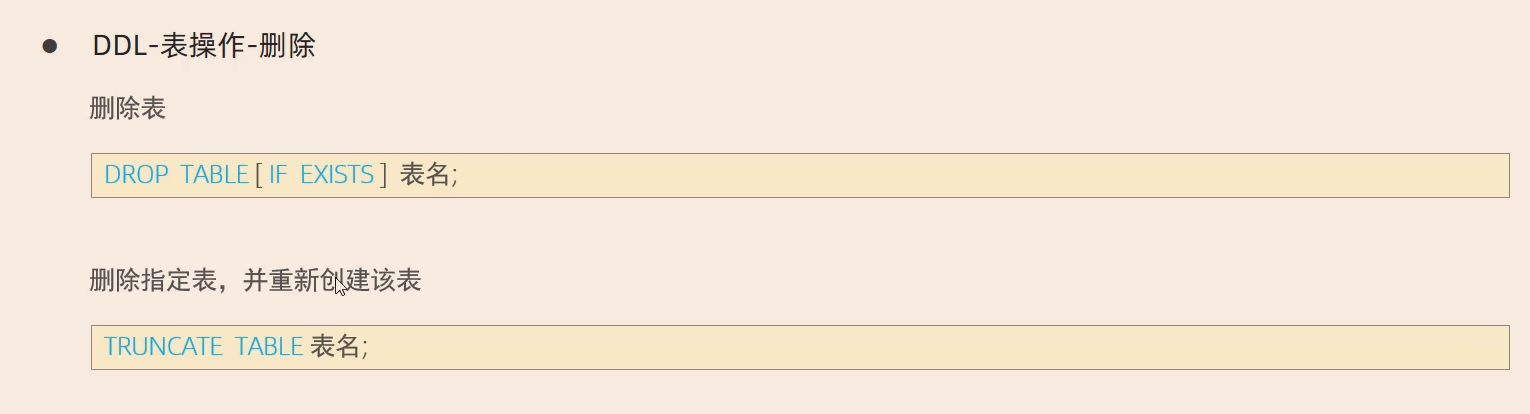 DDL-表操作-删除
删除表
DROP TABLE [ IF EXISTS ] 表名;
删除指定表，并重新创建该表
TRUNCATE TABLE 表名;